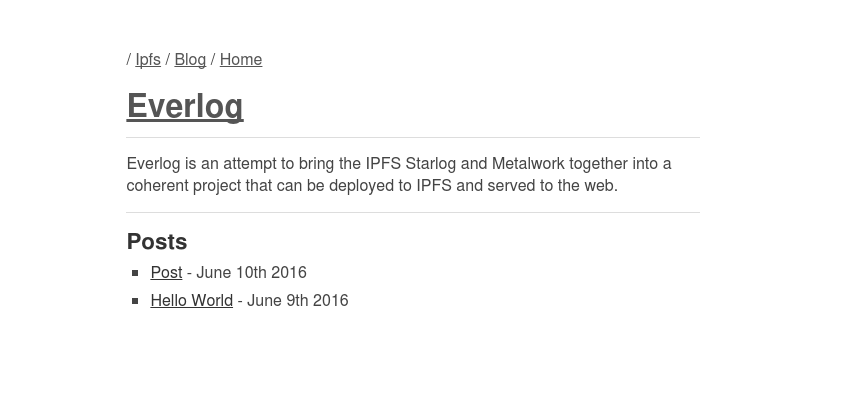 / Ipfs / Blog / Home
Everlog
Everlog is an attempt to bring the IPFS Starlog and Metalwork together into a
coherent project that can be deployed to IPFS and served to the web.
Posts
▪ Post - June 10th 2016
▪ Hello World - June 9th 2016